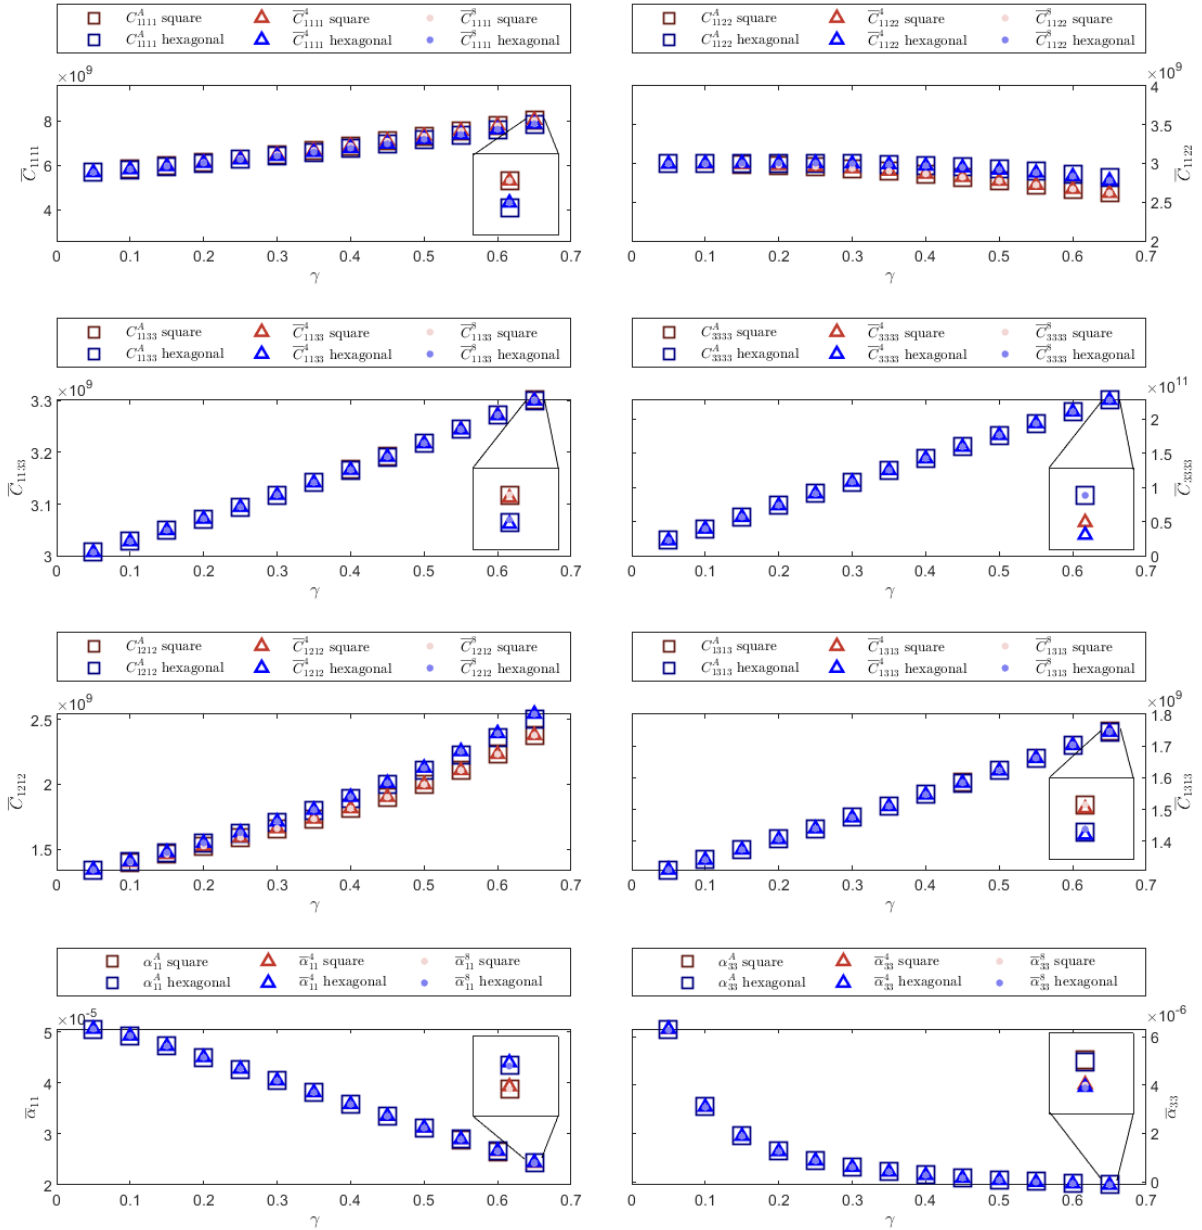 C^A_1111 square C̅^4_1111 square C̅^8_1111 square
C^A_1111 hexagonal C̅^4_1111 hexagonal C̅^8_1111 hexagonal
×10^9
8
6
4
C̅_1111
0 0.1 0.2 0.3 0.4 0.5 0.6 0.7
γ
C^A_1122 square C̅^4_1122 square C̅^8_1122 square
C^A_1122 hexagonal C̅^4_1122 hexagonal C̅^8_1122 hexagonal
×10^9
4
3.5
3
2.5
2
C̅_1122
0 0.1 0.2 0.3 0.4 0.5 0.6 0.7
γ
C^A_1133 square C̅^4_1133 square C̅^8_1133 square
C^A_1133 hexagonal C̅^4_1133 hexagonal C̅^8_1133 hexagonal
×10^9
3.3
3.2
3.1
3
C̅_1133
0 0.1 0.2 0.3 0.4 0.5 0.6 0.7
γ
C^A_3333 square C̅^4_3333 square C̅^8_3333 square
C^A_3333 hexagonal C̅^4_3333 hexagonal C̅^8_3333 hexagonal
×10^11
2
1.5
1
0.5
0
C̅_3333
0 0.1 0.2 0.3 0.4 0.5 0.6 0.7
γ
C^A_1212 square C̅^4_1212 square C̅^8_1212 square
C^A_1212 hexagonal C̅^4_1212 hexagonal C̅^8_1212 hexagonal
×10^9
2.5
2
1.5
C̅_1212
0 0.1 0.2 0.3 0.4 0.5 0.6 0.7
γ
C^A_1313 square C̅^4_1313 square C̅^8_1313 square
C^A_1313 hexagonal C̅^4_1313 hexagonal C̅^8_1313 hexagonal
×10^9
1.8
1.7
1.6
1.5
1.4
C̅_1313
0 0.1 0.2 0.3 0.4 0.5 0.6 0.7
γ
α^A_11 square α̅^4_11 square α̅^8_11 square
α^A_11 hexagonal α̅^4_11 hexagonal α̅^8_11 hexagonal
×10^-5
5
4
3
2
α̅_11
0 0.1 0.2 0.3 0.4 0.5 0.6 0.7
γ
α^A_33 square α̅^4_33 square α̅^8_33 square
α^A_33 hexagonal α̅^4_33 hexagonal α̅^8_33 hexagonal
×10^-6
6
4
2
0
α̅_33
0 0.1 0.2 0.3 0.4 0.5 0.6 0.7
γ